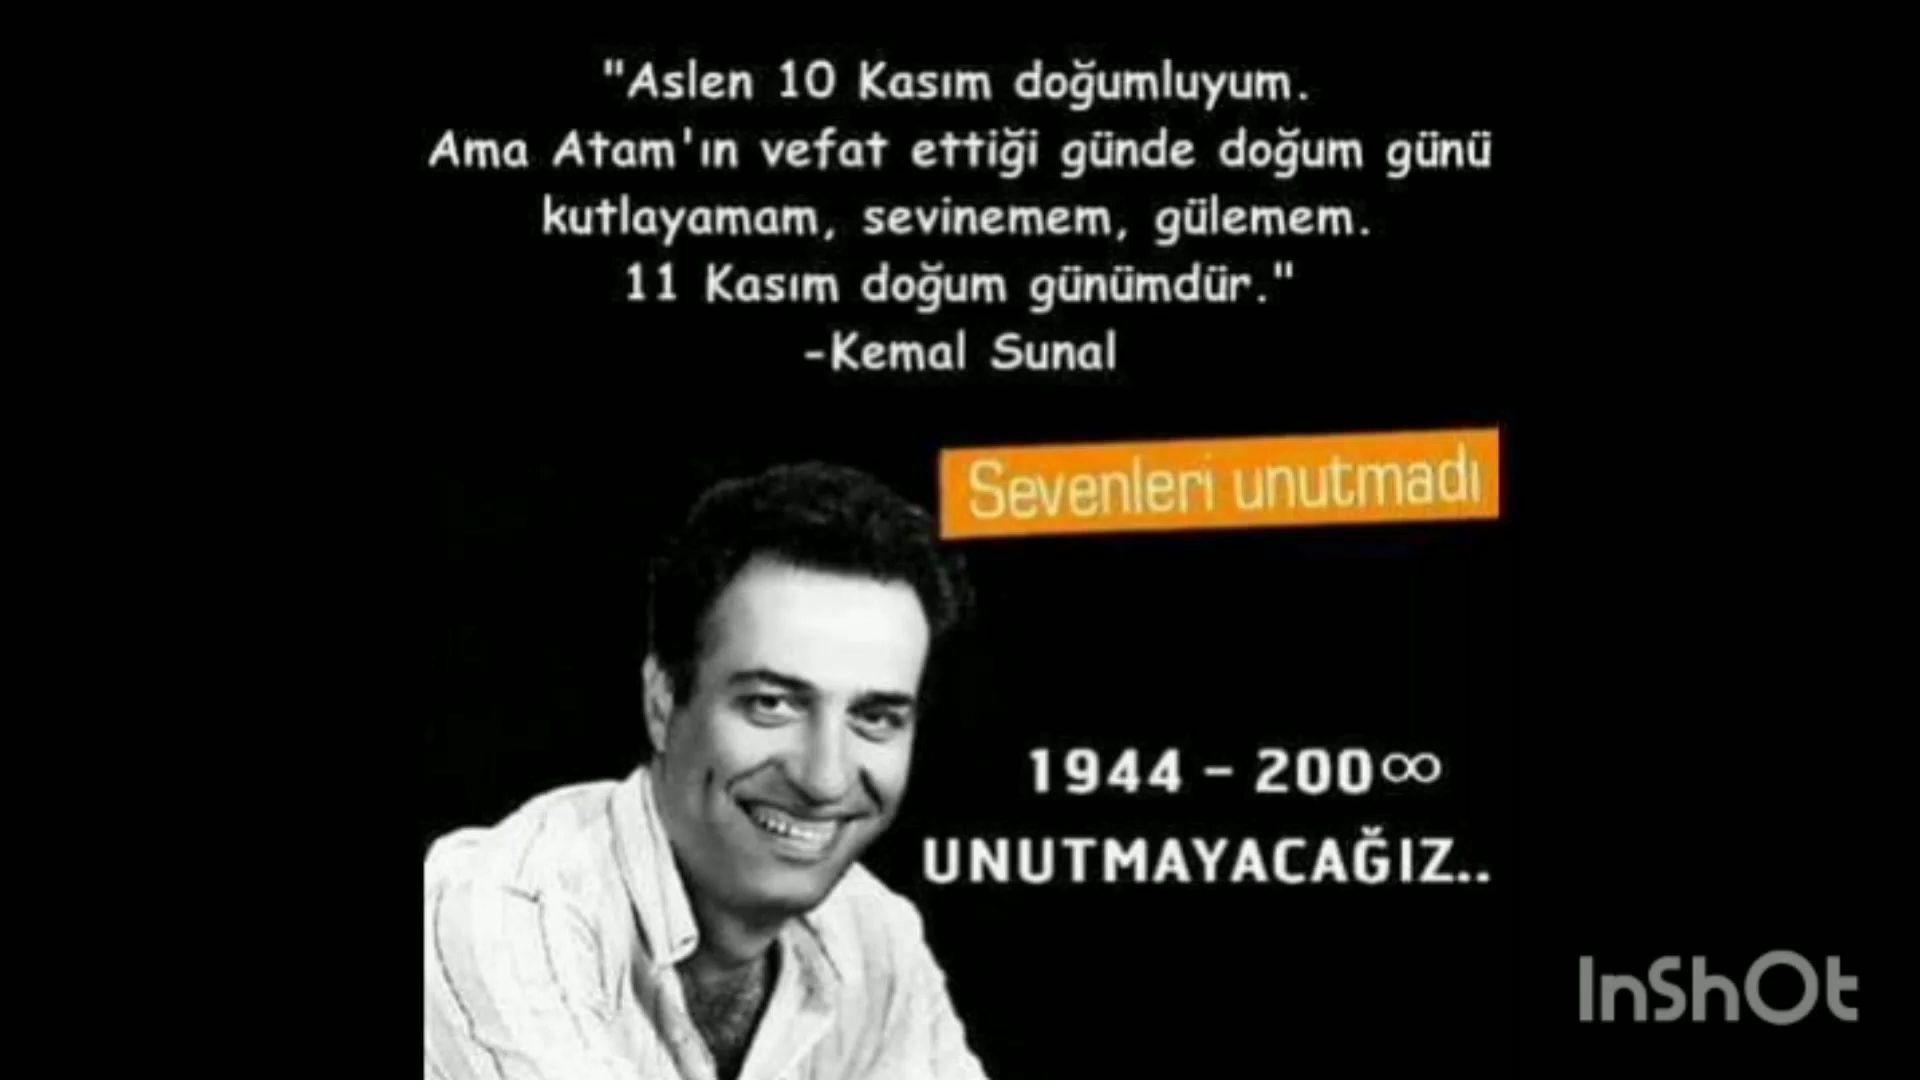 "Aslen 10 Kasım doğumluyum.
Ama Atam'ın vefat ettiği günde doğum günü
kutlayamam, sevinemem, gülemem.
11 Kasım doğum günümdür."
-Kemal Sunal
Sevenleri unutmadı
1944 - 200∞
UNUTMAYACAĞIZ..
InShOt